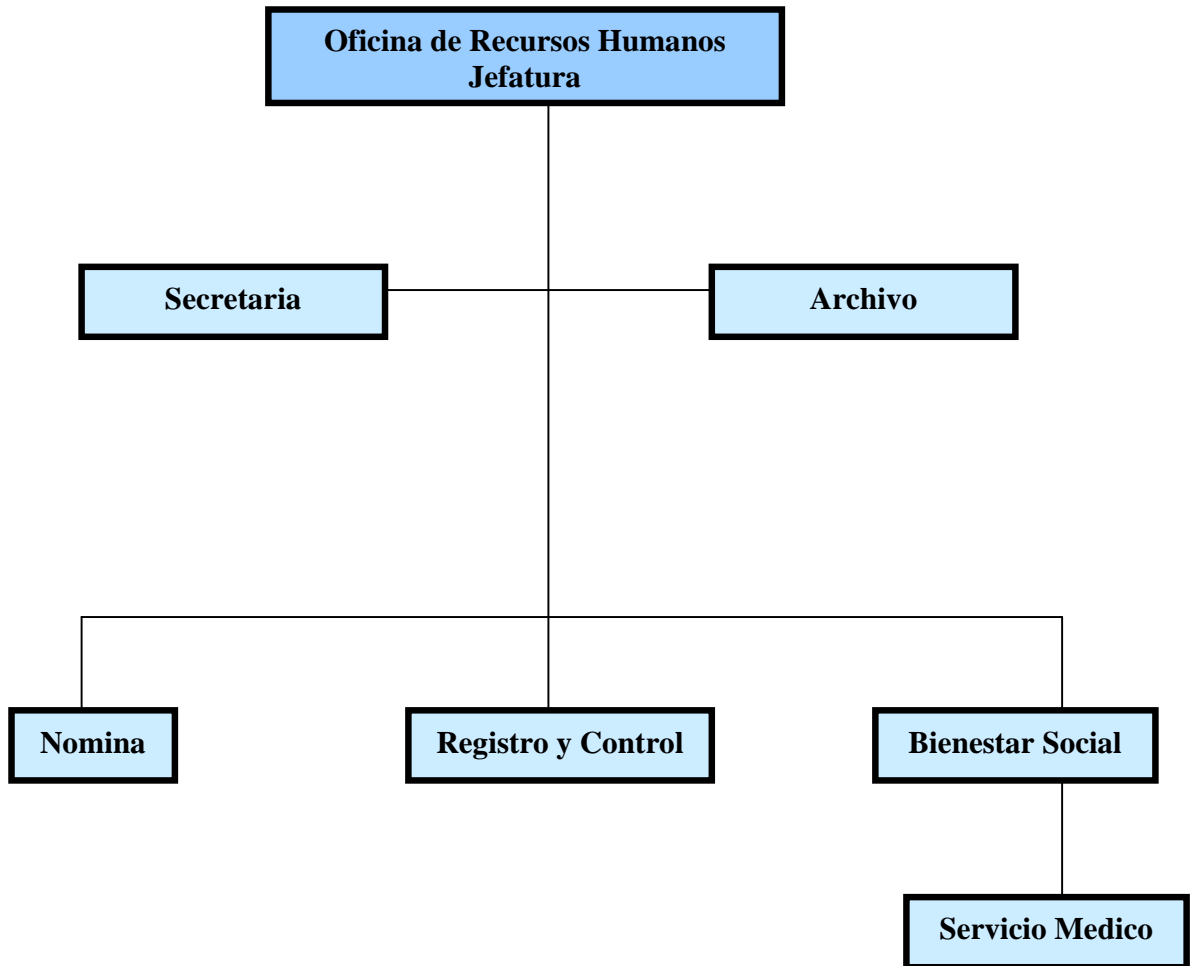 Oficina de Recursos Humanos
Jefatura
Secretaria
Archivo
Nomina
Registro y Control
Bienestar Social
Servicio Medico